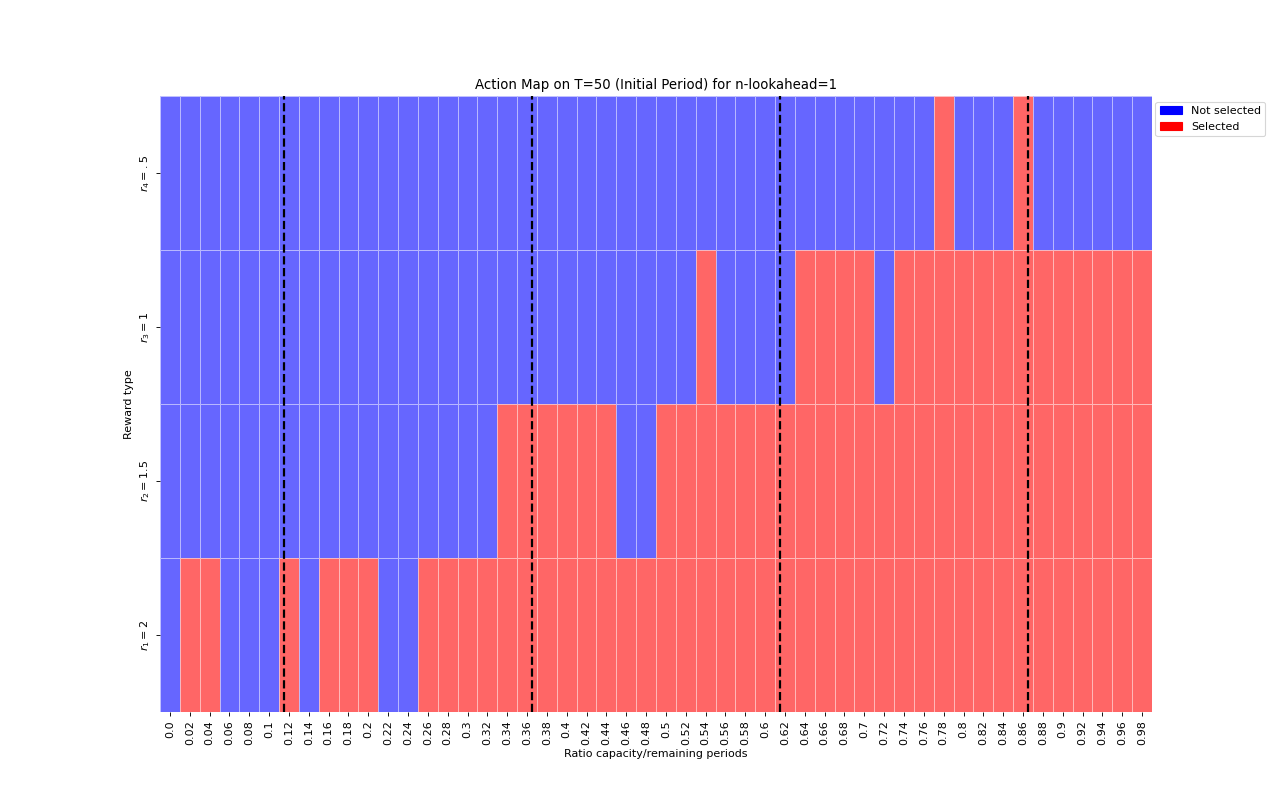 Action Map on T=50 (Initial Period) for n-lookahead=1
Not selected
Selected
Reward type
r₄ = . 5
r₃ = 1
r₂ = 1.5
r₁ = 2
0.0 0.02 0.04 0.06 0.08 0.1 0.12 0.14 0.16 0.18 0.2 0.22 0.24 0.26 0.28 0.3 0.32 0.34 0.36 0.38 0.4 0.42 0.44 0.46 0.48 0.5 0.52 0.54 0.56 0.58 0.6 0.62 0.64 0.66 0.68 0.7 0.72 0.74 0.76 0.78 0.8 0.82 0.84 0.86 0.88 0.9 0.92 0.94 0.96 0.98
Ratio capacity/remaining periods